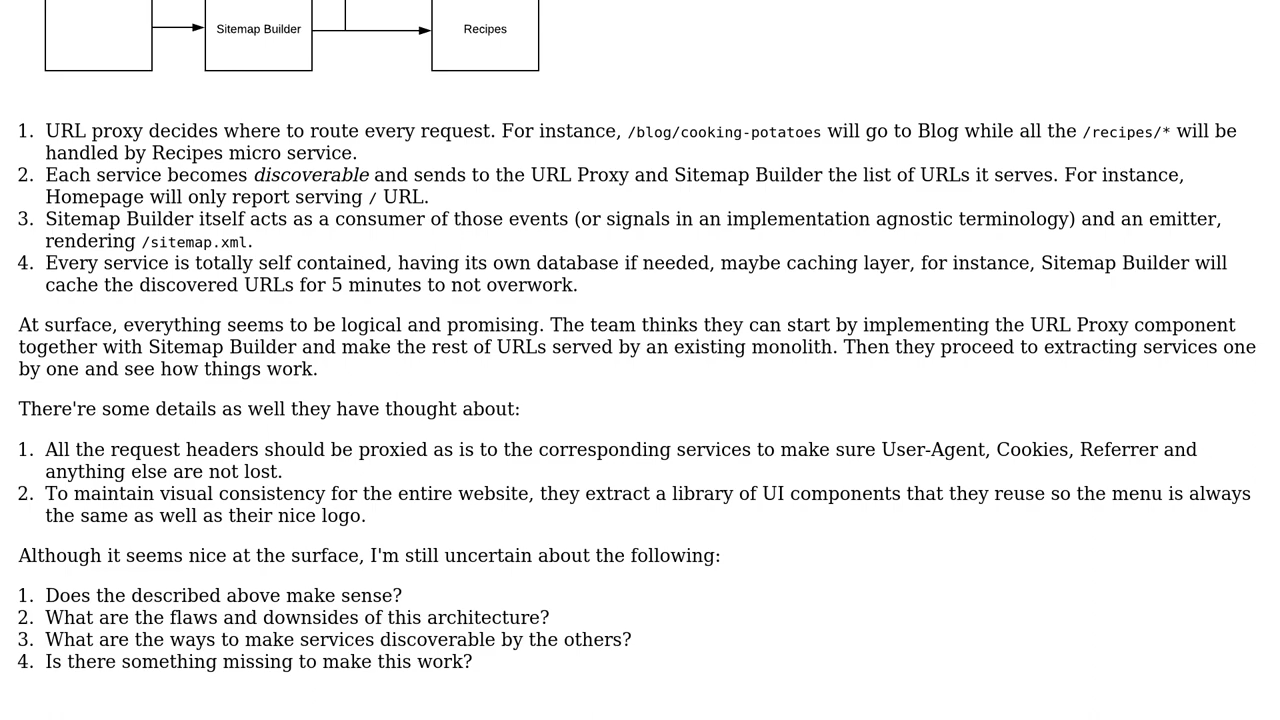 Sitemap Builder
Recipes
1. URL proxy decides where to route every request. For instance, /blog/cooking-potatoes will go to Blog while all the /recipes/* will be
handled by Recipes micro service.
2. Each service becomes discoverable and sends to the URL Proxy and Sitemap Builder the list of URLs it serves. For instance,
Homepage will only report serving / URL.
3. Sitemap Builder itself acts as a consumer of those events (or signals in an implementation agnostic terminology) and an emitter,
rendering /sitemap.xml.
4. Every service is totally self contained, having its own database if needed, maybe caching layer, for instance, Sitemap Builder will
cache the discovered URLs for 5 minutes to not overwork.
At surface, everything seems to be logical and promising. The team thinks they can start by implementing the URL Proxy component
together with Sitemap Builder and make the rest of URLs served by an existing monolith. Then they proceed to extracting services one
by one and see how things work.
There're some details as well they have thought about:
1. All the request headers should be proxied as is to the corresponding services to make sure User-Agent, Cookies, Referrer and
anything else are not lost.
2. To maintain visual consistency for the entire website, they extract a library of UI components that they reuse so the menu is always
the same as well as their nice logo.
Although it seems nice at the surface, I'm still uncertain about the following:
1. Does the described above make sense?
2. What are the flaws and downsides of this architecture?
3. What are the ways to make services discoverable by the others?
4. Is there something missing to make this work?